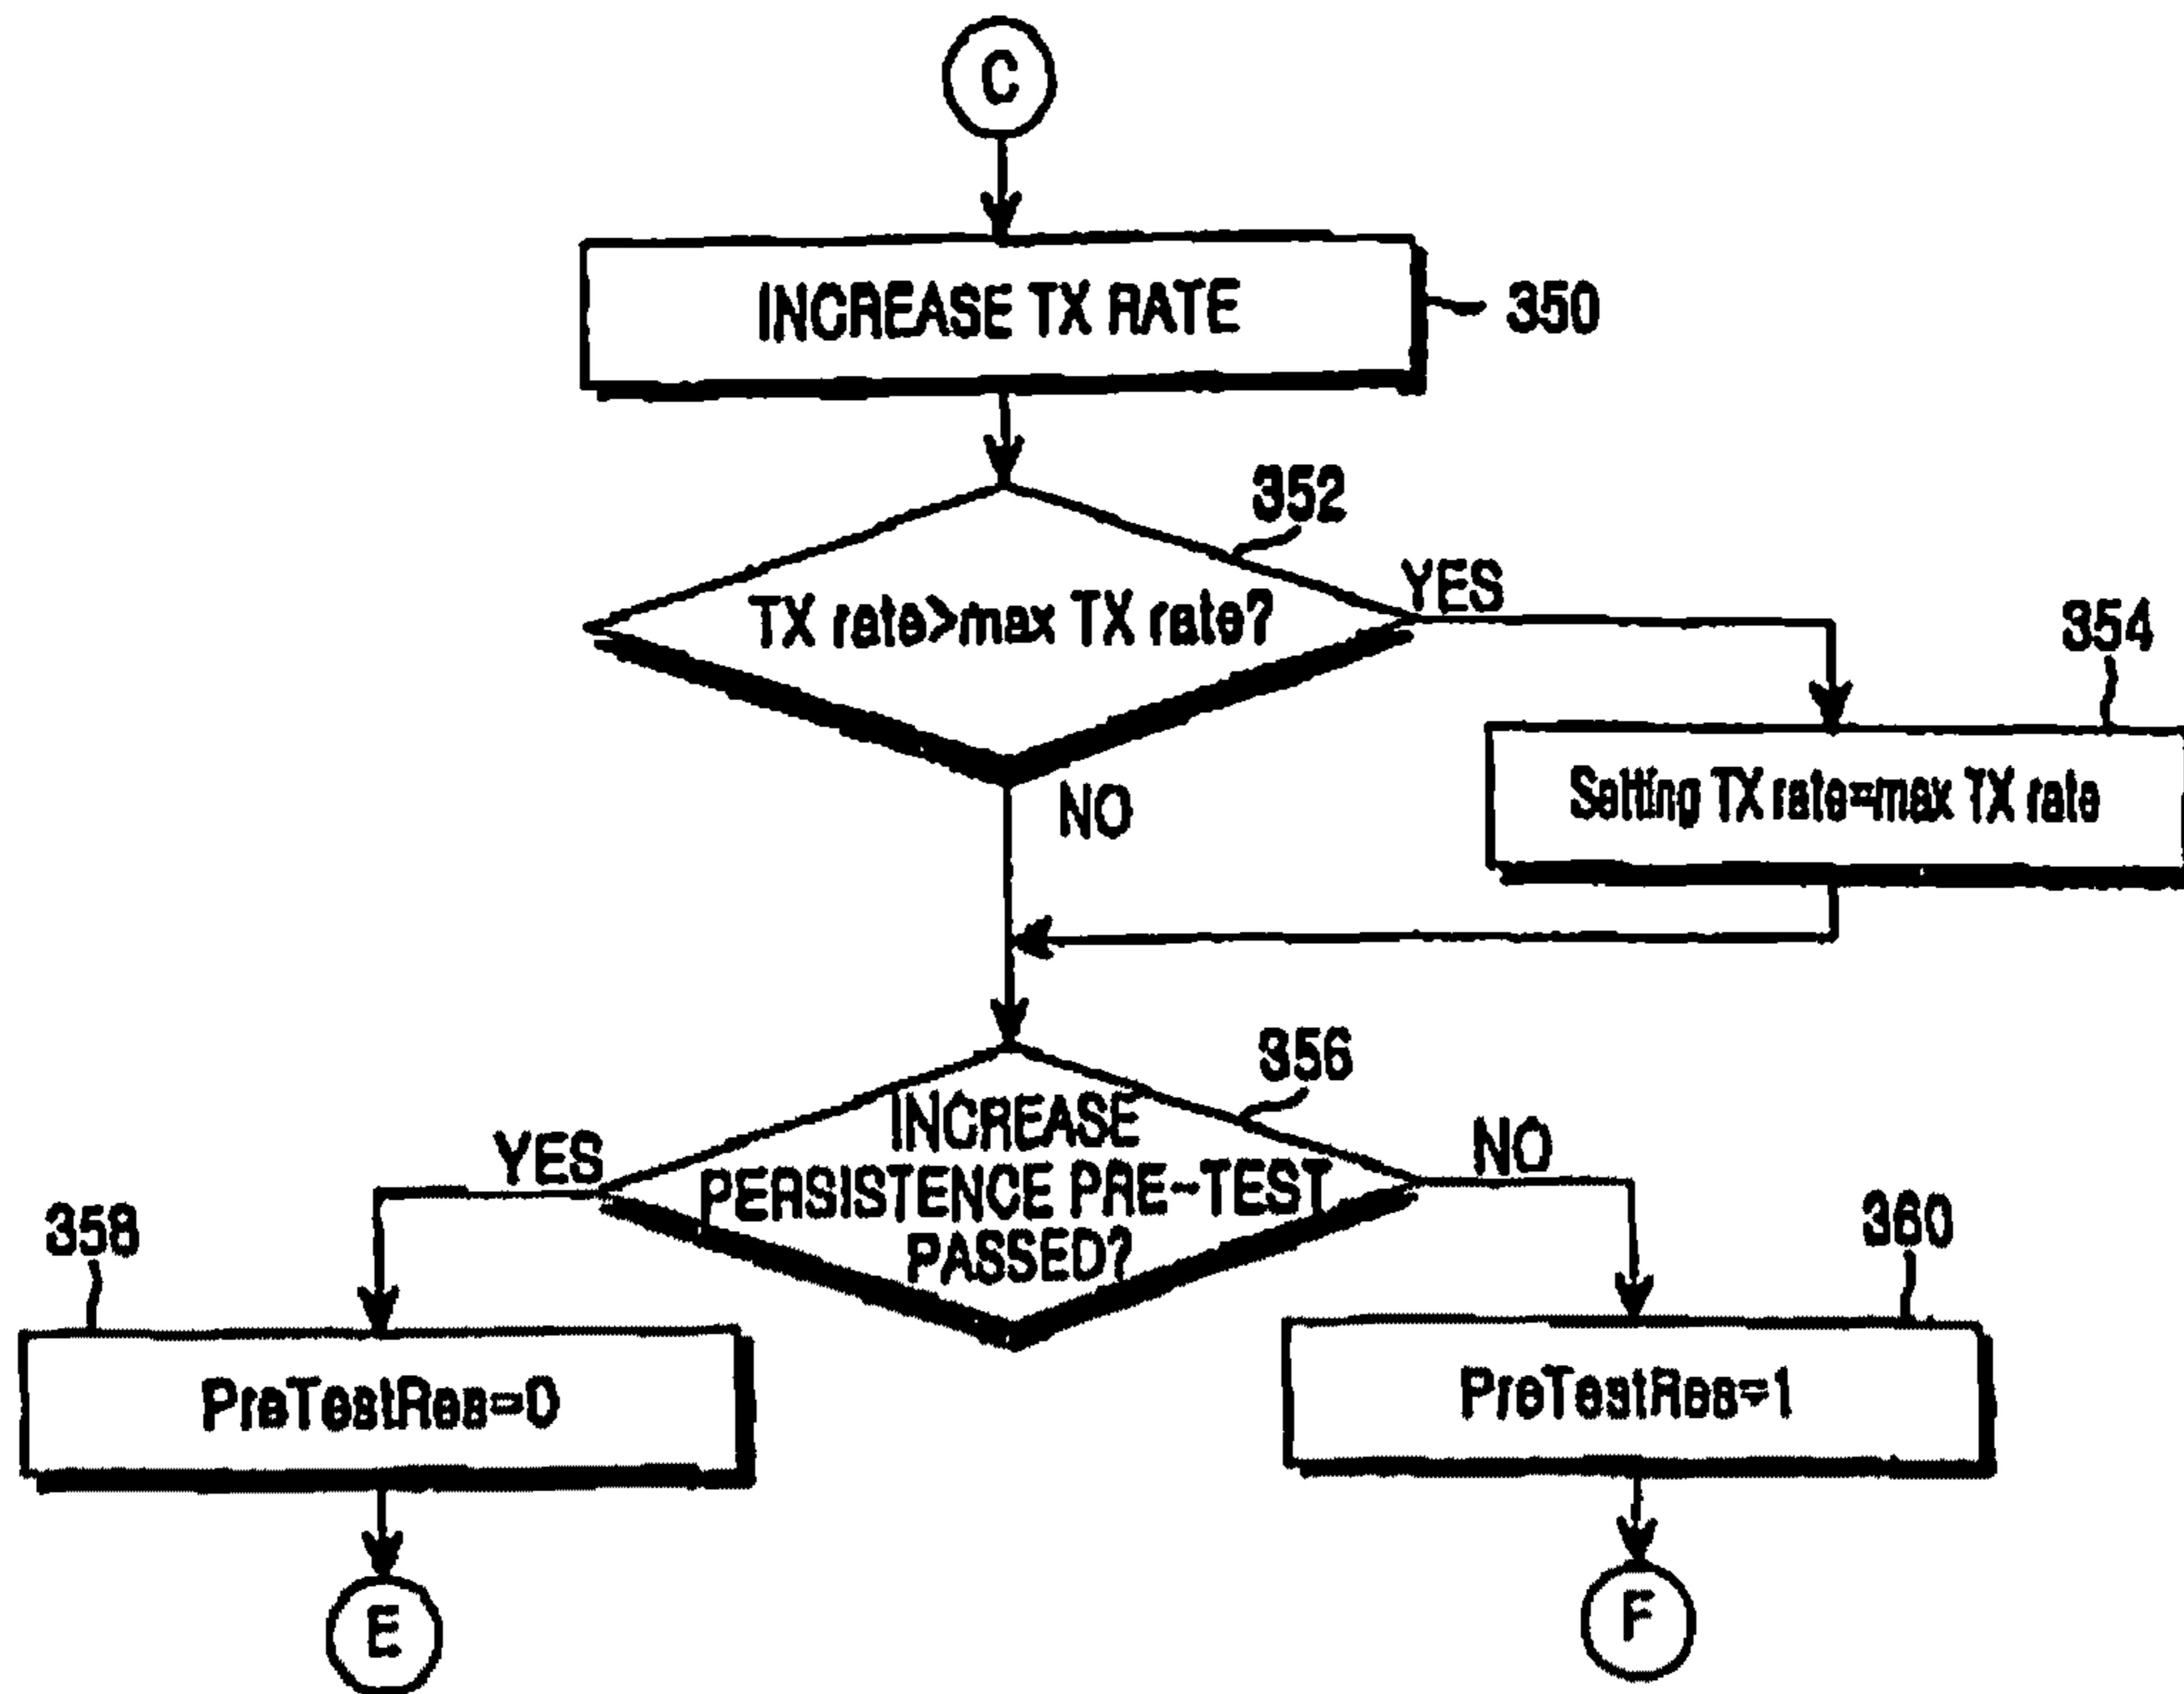 C
INCREASE TX RATE
350
352
TX rate>max TX rate?
YES
354
Setting TX rate=max TX rate
NO
356
INCREASE
PERSISTENCE PRE-TEST
PASSED?
YES
NO
358
360
PreTestRes=0
PreTestRes=1
E
F